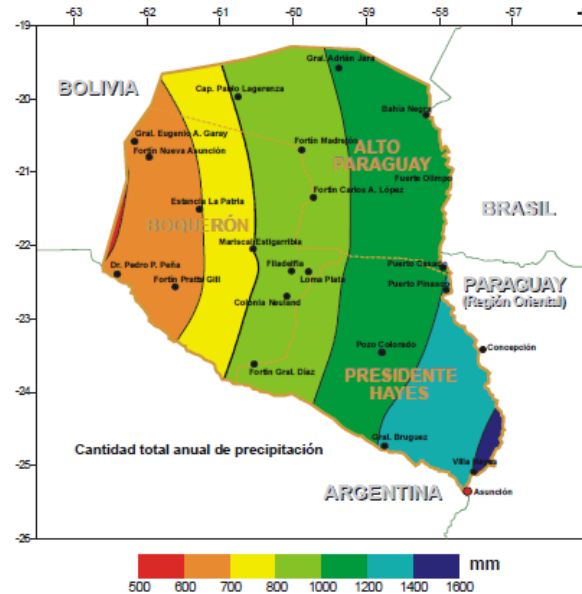 -62 -61 -60 -59 -58 -57
-19
-20
-21
-22
-23
-24
-25
-26
BOLIVIA
Gral. Adrián Jara
Cap. Pablo Lagerenza
Bahía Negra
Gral. Eugenio A. Garay
Fortín Nueva Asunción
Fortín Madrejón
ALTO
PARAGUAY
Fuerte Olimpo
Fortín Carlos A. López
Estancia La Patria
BOQUERÓN
BRASIL
Mariscal Estigarribia
Dr. Pedro P. Peña
Fortín Pratts Gill
Filadelfia
Loma Plata
Colonia Neuland
Puerto Casado
Puerto Pinasco
PARAGUAY
(Región Oriental)
Pozo Colorado
Concepción
Fortín Gral. Díaz
PRESIDENTE
HAYES
Gral. Bruguez
Cantidad total anual de precipitación
Villa Hayes
ARGENTINA
Asunción
mm
500 600 700 800 1000 1200 1400 1600